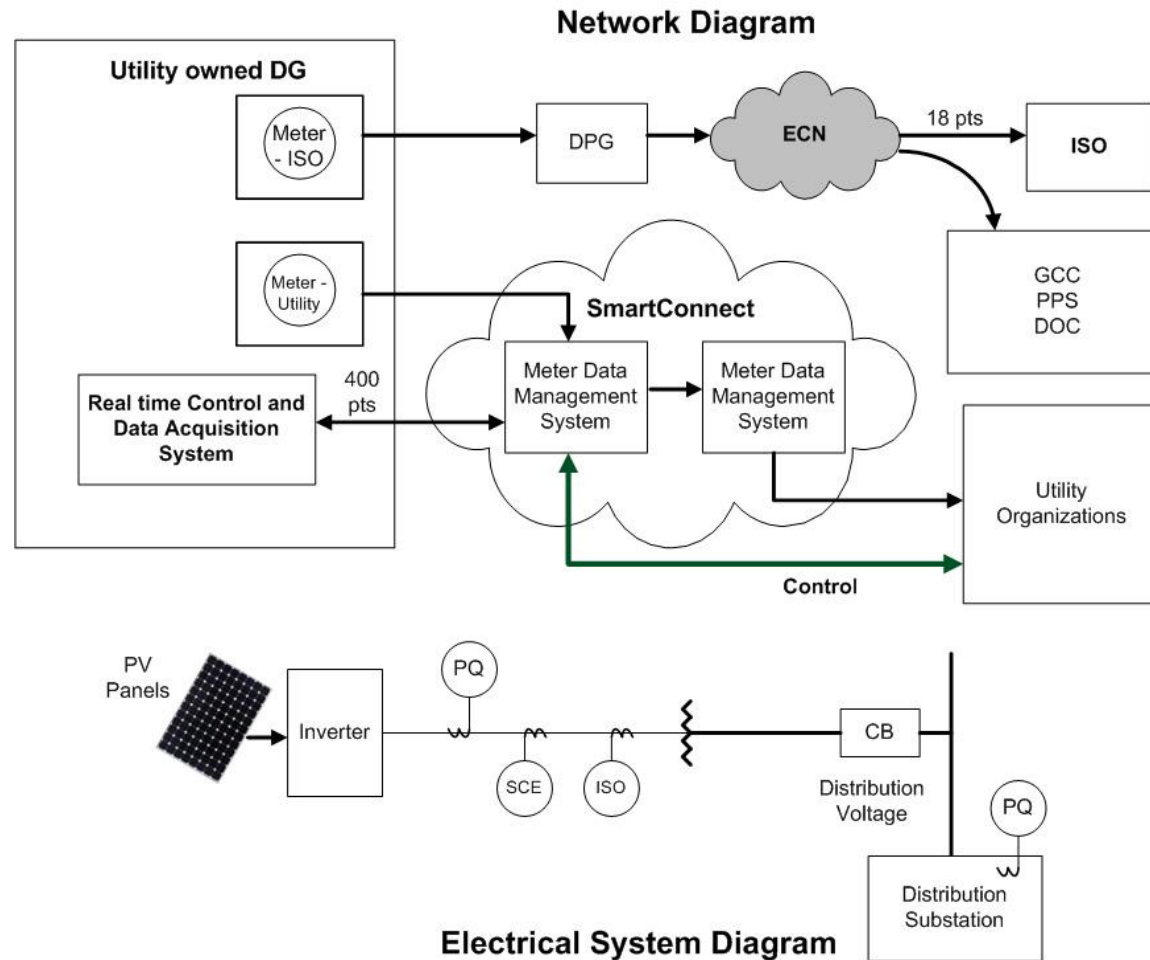 Network Diagram
Utility owned DG
Meter
- ISO
DPG
ECN
18 pts
ISO
GCC
PPS
DOC
Meter -
Utility
SmartConnect
Meter Data
Management
System
Meter Data
Management
System
400
pts
Real time Control and
Data Acquisition
System
Utility
Organizations
Control
PV
Panels
Inverter
PQ
SCE
ISO
CB
Distribution
Voltage
PQ
Distribution
Substation
Electrical System Diagram